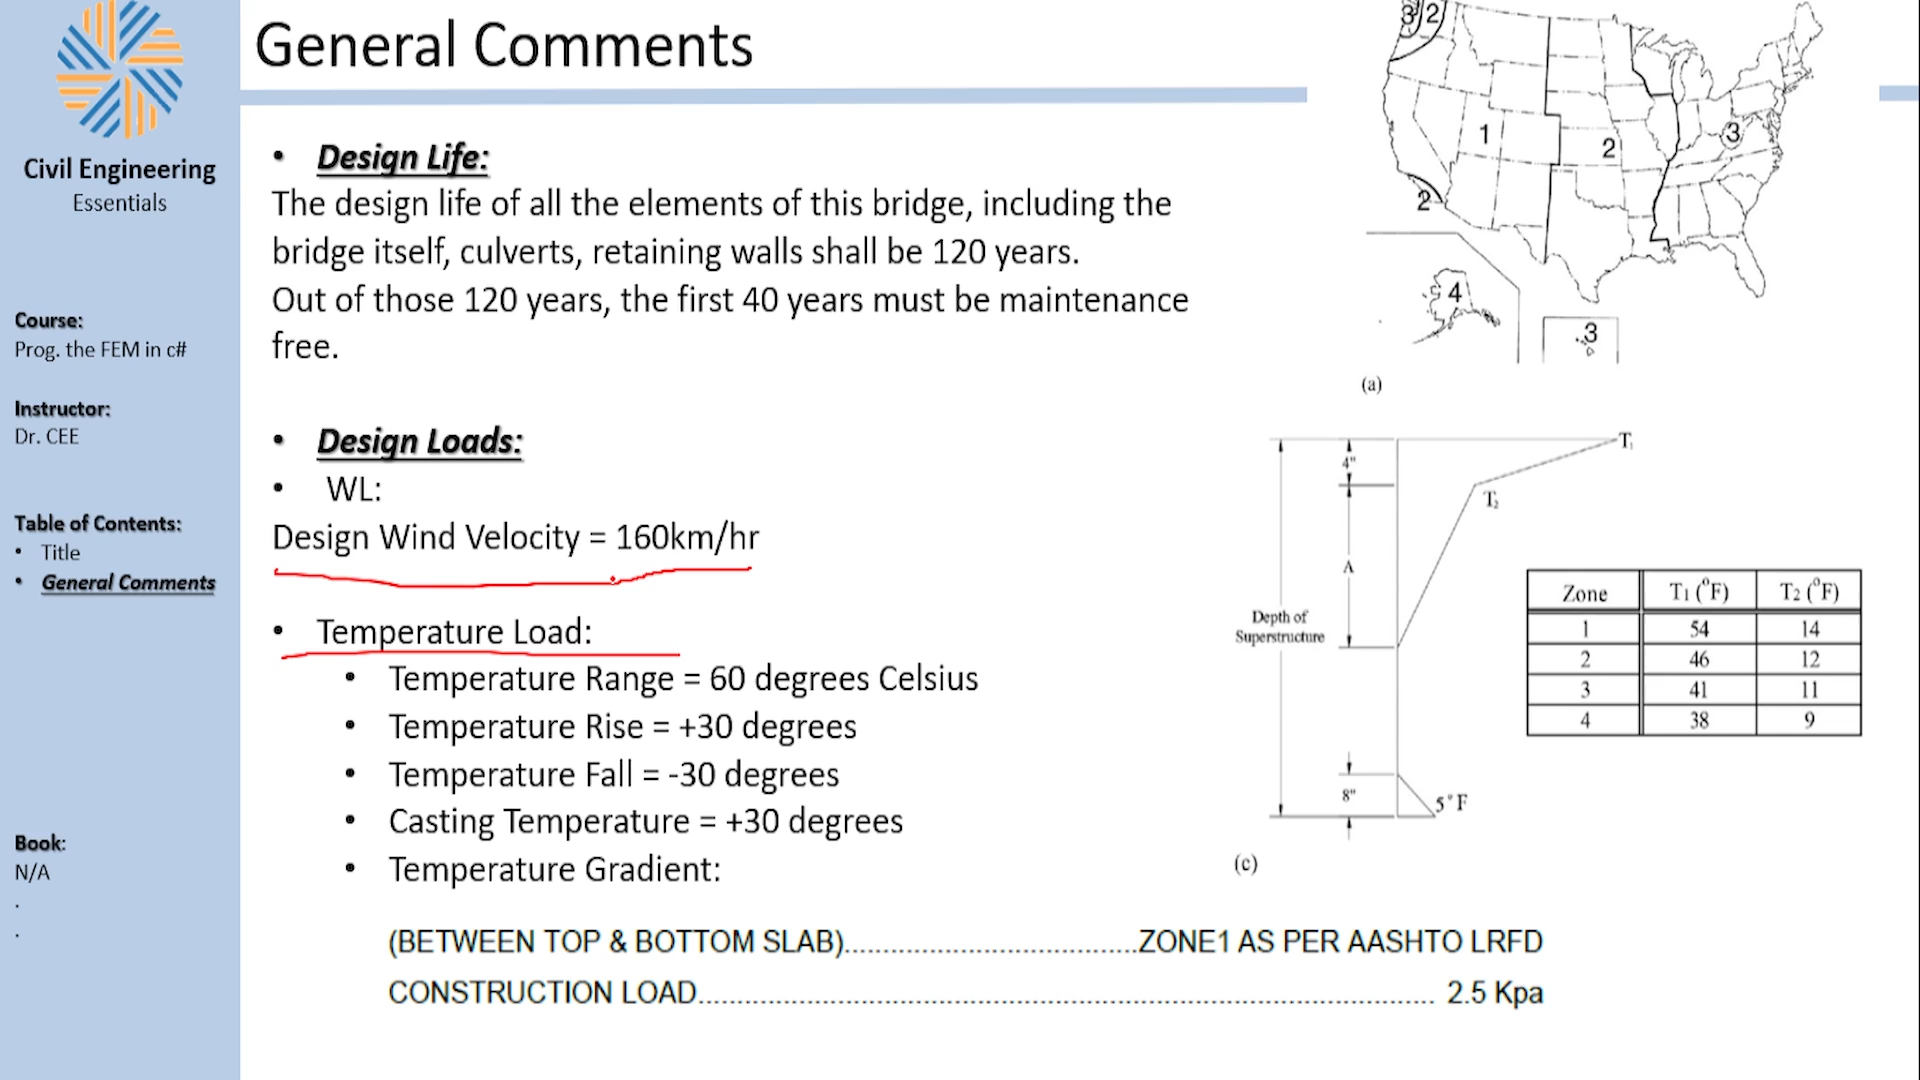 General Comments
Civil Engineering
Essentials
Course:
Prog. the FEM in c#
Instructor:
Dr. CEE
Table of Contents:
• Title
• General Comments
Book:
N/A
.
.
• Design Life:
The design life of all the elements of this bridge, including the
bridge itself, culverts, retaining walls shall be 120 years.
Out of those 120 years, the first 40 years must be maintenance
free.
• Design Loads:
• WL:
Design Wind Velocity = 160km/hr
• Temperature Load:
• Temperature Range = 60 degrees Celsius
• Temperature Rise = +30 degrees
• Temperature Fall = -30 degrees
• Casting Temperature = +30 degrees
• Temperature Gradient:
(BETWEEN TOP & BOTTOM SLAB)......................................ZONE1 AS PER AASHTO LRFD
CONSTRUCTION LOAD................................................................................................ 2.5 Kpa
3 2
1
2
3
2
4
3
(a)
T1
4"
T2
A
Depth of
Superstructure
8"
5°F
(c)
Zone T1 (°F) T2 (°F)
1 54 14
2 46 12
3 41 11
4 38 9